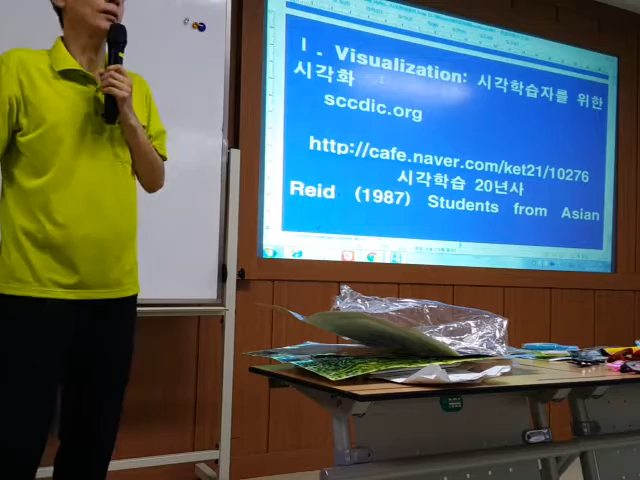 Ⅰ. Visualization: 시각학습자를 위한
시각화
sccdic.org
http://cafe.naver.com/ket21/10276
시각학습 20년사
Reid (1987) Students from Asian